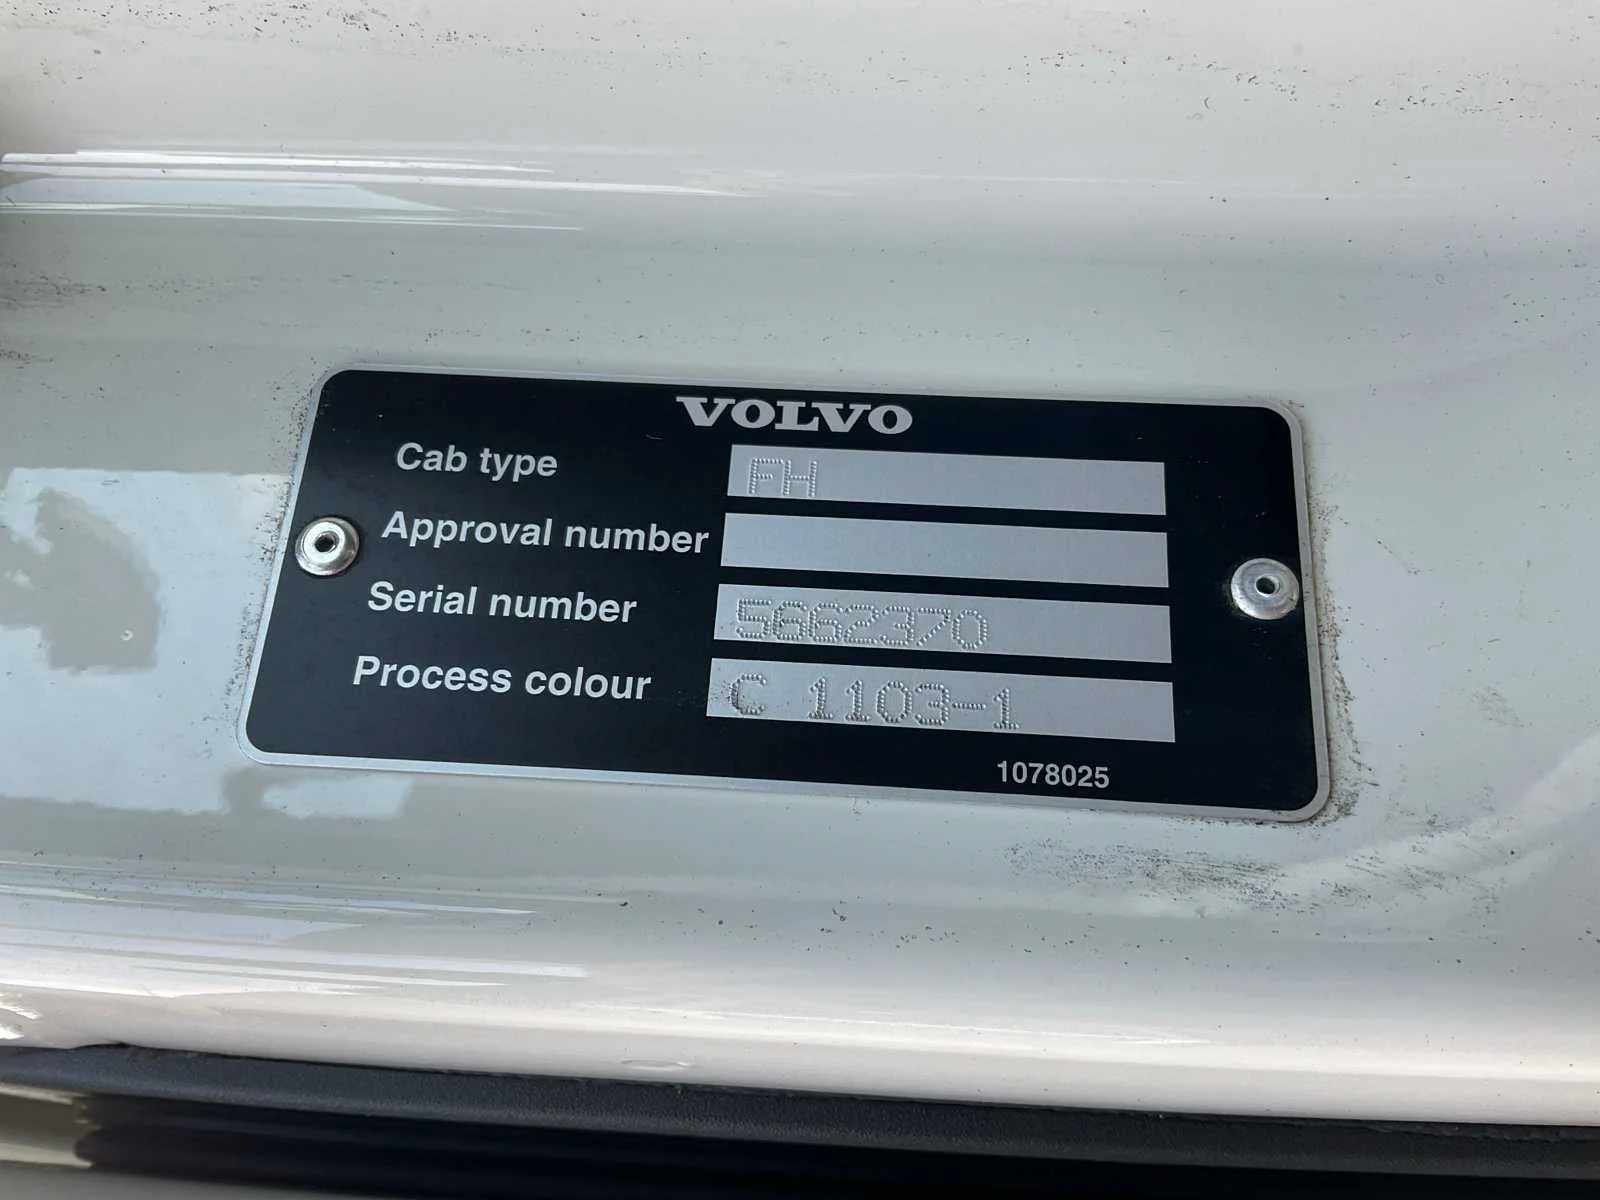 VOLVO
Cab type FH
Approval number
Serial number 5662370
Process colour C 1103-1
1078025